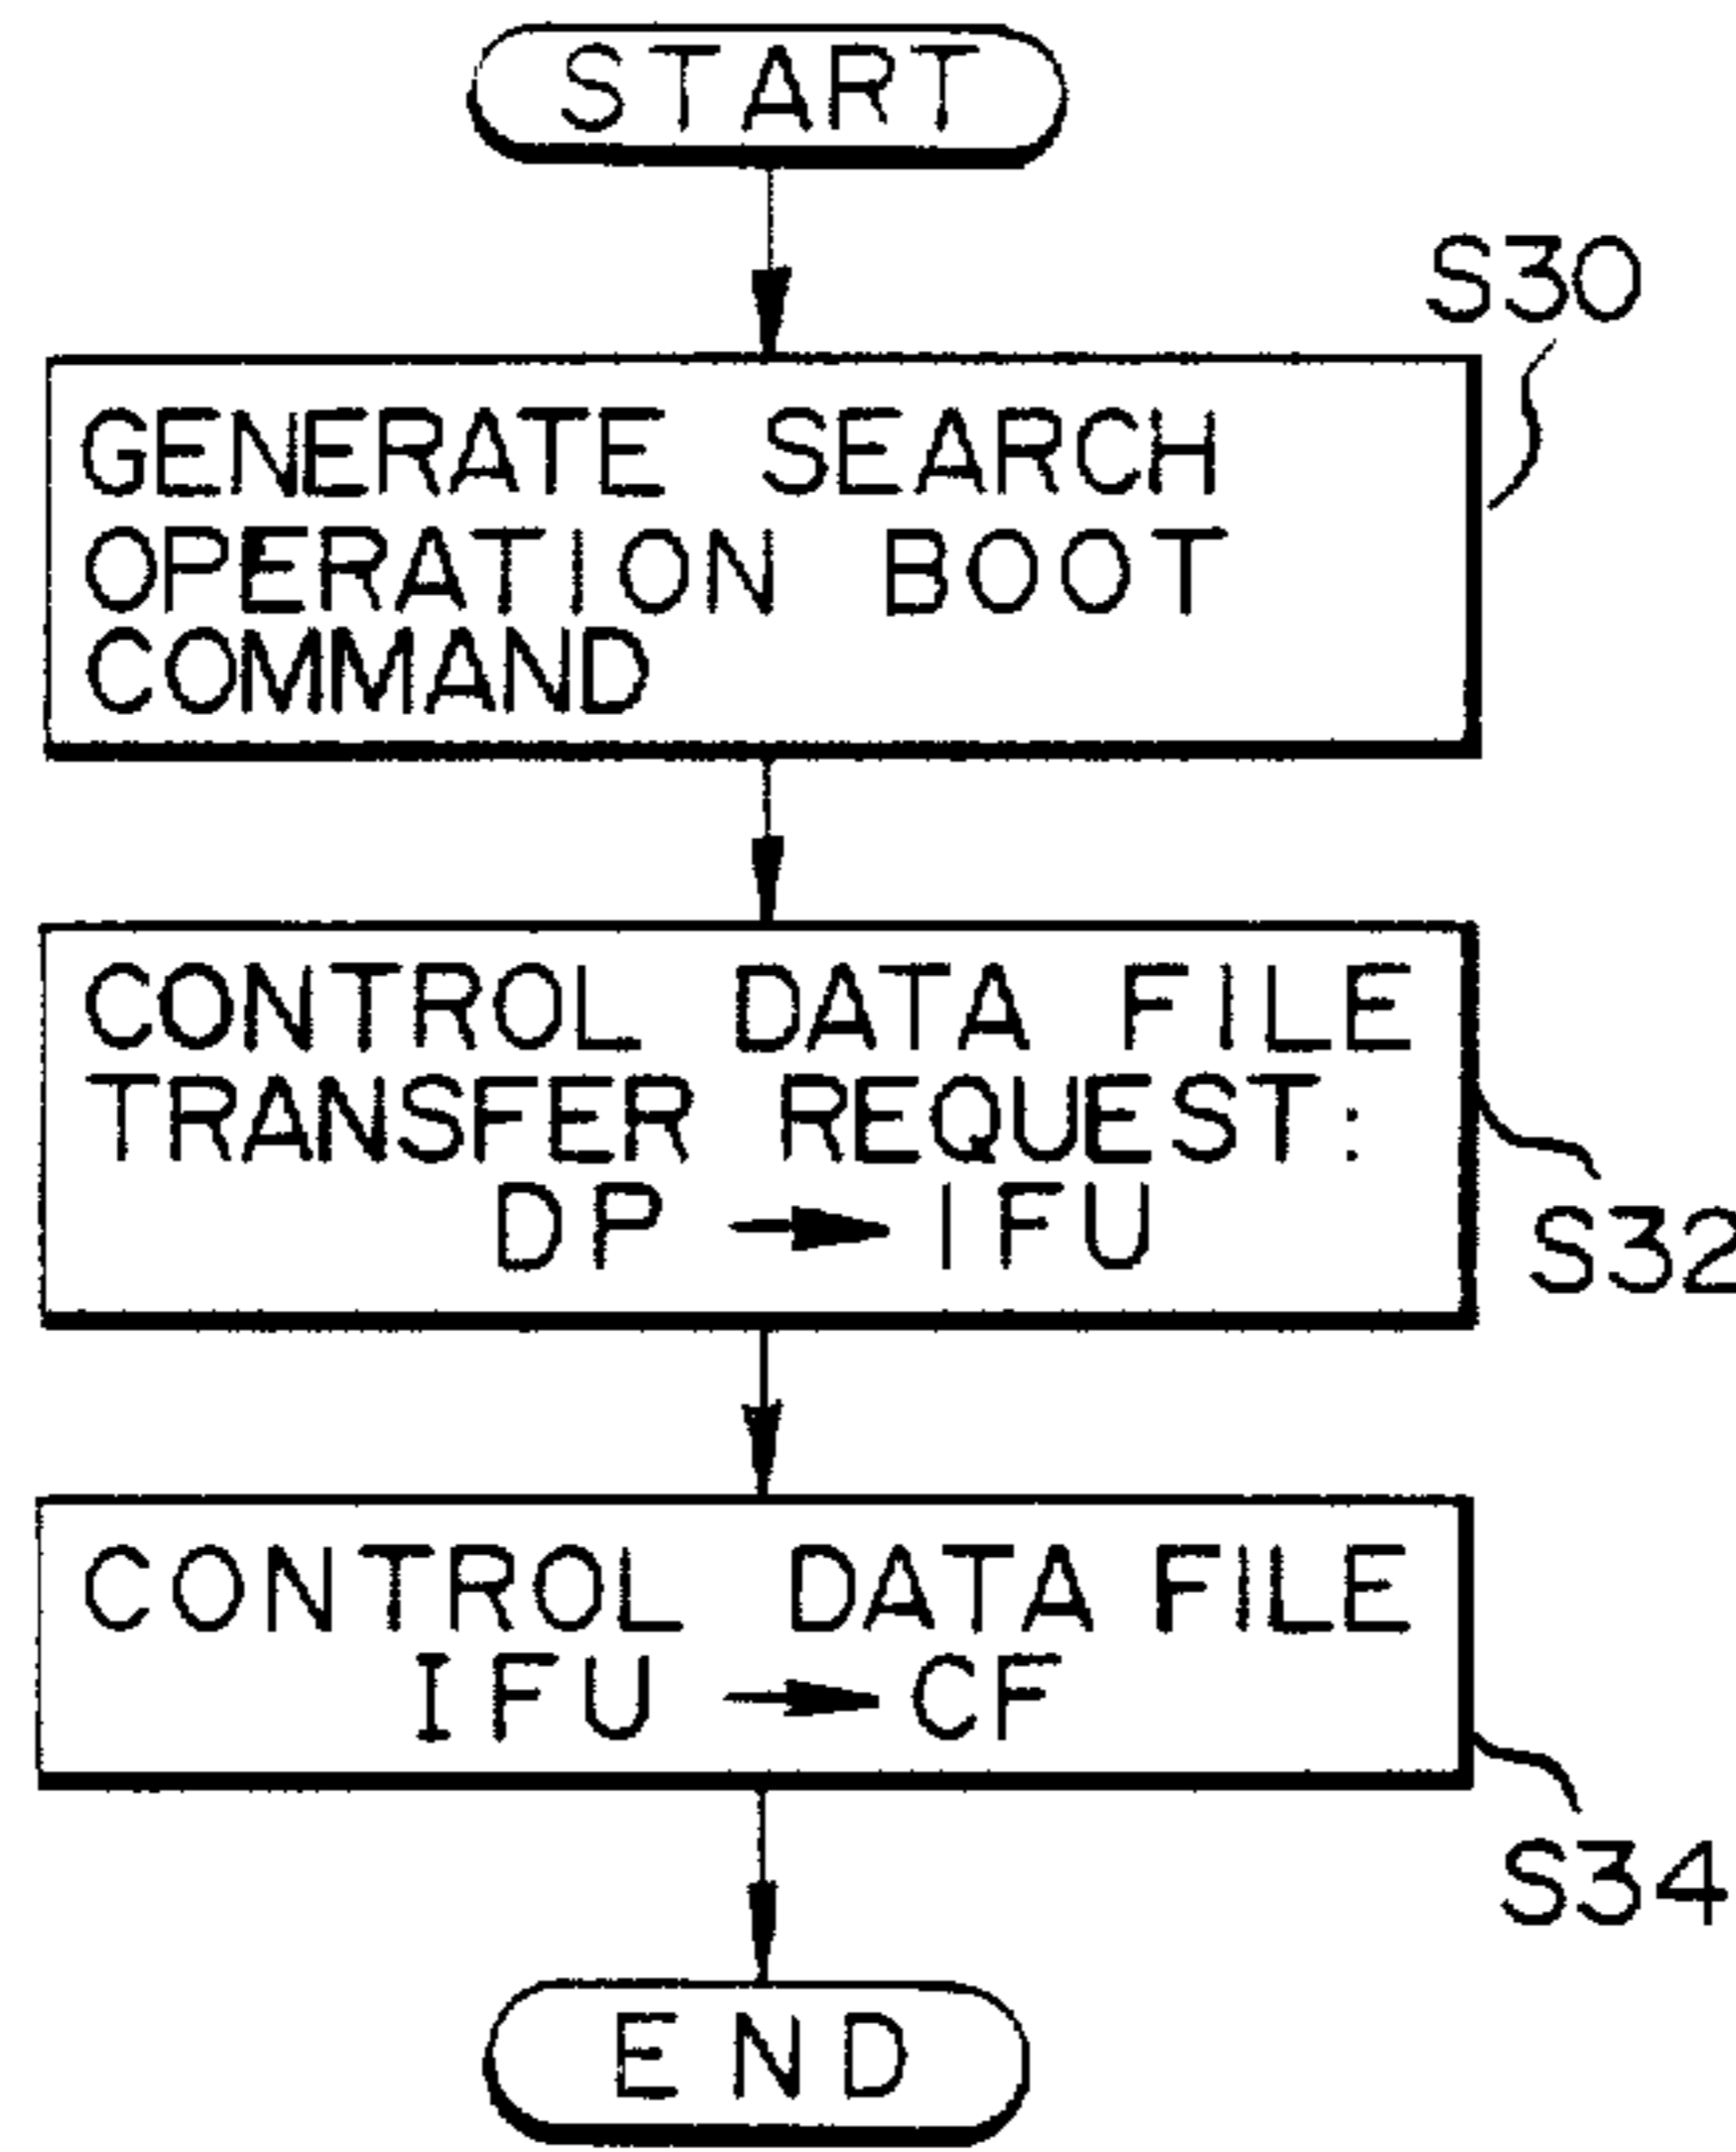 START
S30
GENERATE SEARCH
OPERATION BOOT
COMMAND
CONTROL DATA FILE
TRANSFER REQUEST:
DP → IFU
S32
CONTROL DATA FILE
IFU → CF
S34
END